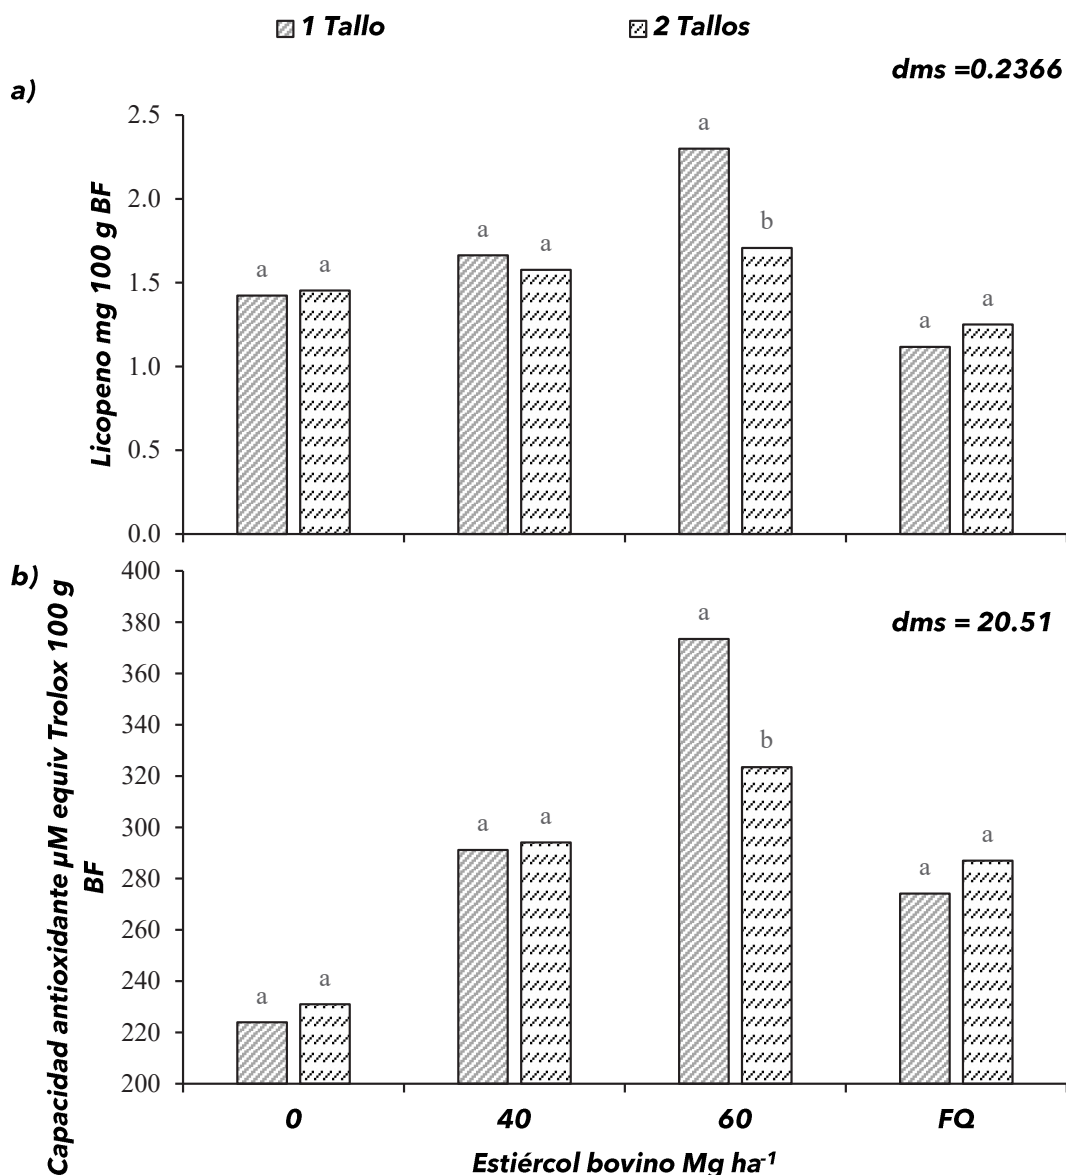 1 Tallo 2 Tallos
dms =0.2366
a)
Licopeno mg 100 g BF
2.5
2.0
1.5
1.0
0.5
0.0
a a a a a b a a
b)
Capacidad antioxidante µM equiv Trolox 100 g
BF
dms = 20.51
400
380
360
340
320
300
280
260
240
220
200
a a a a a b a a
0 40 60 FQ
Estiércol bovino Mg ha-1